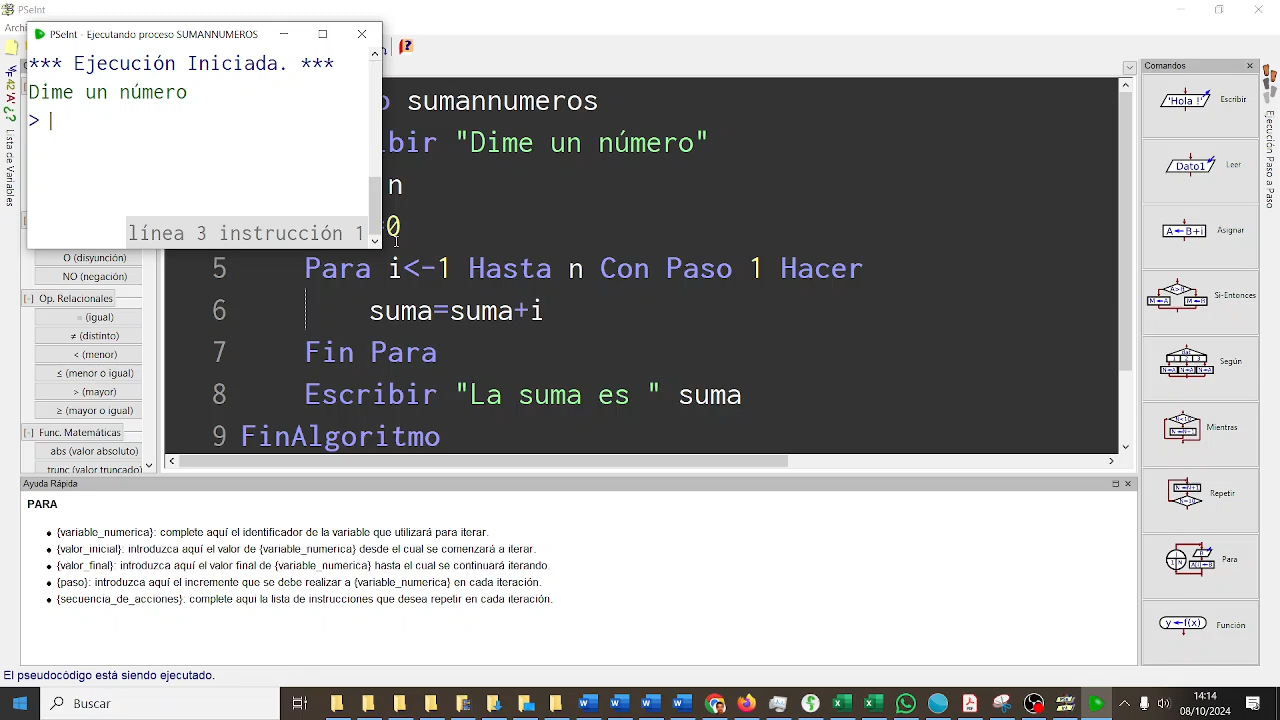 PSeInt
Archi
PSeInt - Ejecutando proceso SUMANNUMEROS
*** Ejecución Iniciada. ***
Dime un número
>
línea 3 instrucción 1
o sumannumeros
bir "Dime un número"
n
0
5 Para i<-1 Hasta n Con Paso 1 Hacer
6 suma=suma+i
7 Fin Para
8 Escribir "La suma es " suma
9 FinAlgoritmo
Lista de Variables
O (disyunción)
NO (negación)
[-] Op. Relacionales
= (igual)
≠ (distinto)
< (menor)
≤ (menor o igual)
> (mayor)
≥ (mayor o igual)
[-] Func. Matemáticas
abs (valor absoluto)
trunc (valor truncado)
Comandos
'Hola !' Escribir
Dato1 Leer
A←B+i Asignar
Si-Entonces
Según
Mientras
Repetir
Para
y←f(x) Función
Ejecución Paso a Paso
Ayuda Rápida
PARA
{variable_numerica}: complete aquí el identificador de la variable que utilizará para iterar.
{valor_inicial}: introduzca aquí el valor de {variable_numerica} desde el cual se comenzará a iterar.
{valor_final}: introduzca aquí el valor final de {variable_numerica} hasta el cual se continuará iterando.
{paso}: introduzca aquí el incremente que se debe realizar a {variable_numerica} en cada iteración.
{secuencia_de_acciones}: complete aquí la lista de instrucciones que desea repetir en cada iteración.
El pseudocódigo está siendo ejecutado.
Buscar
14:14
08/10/2024